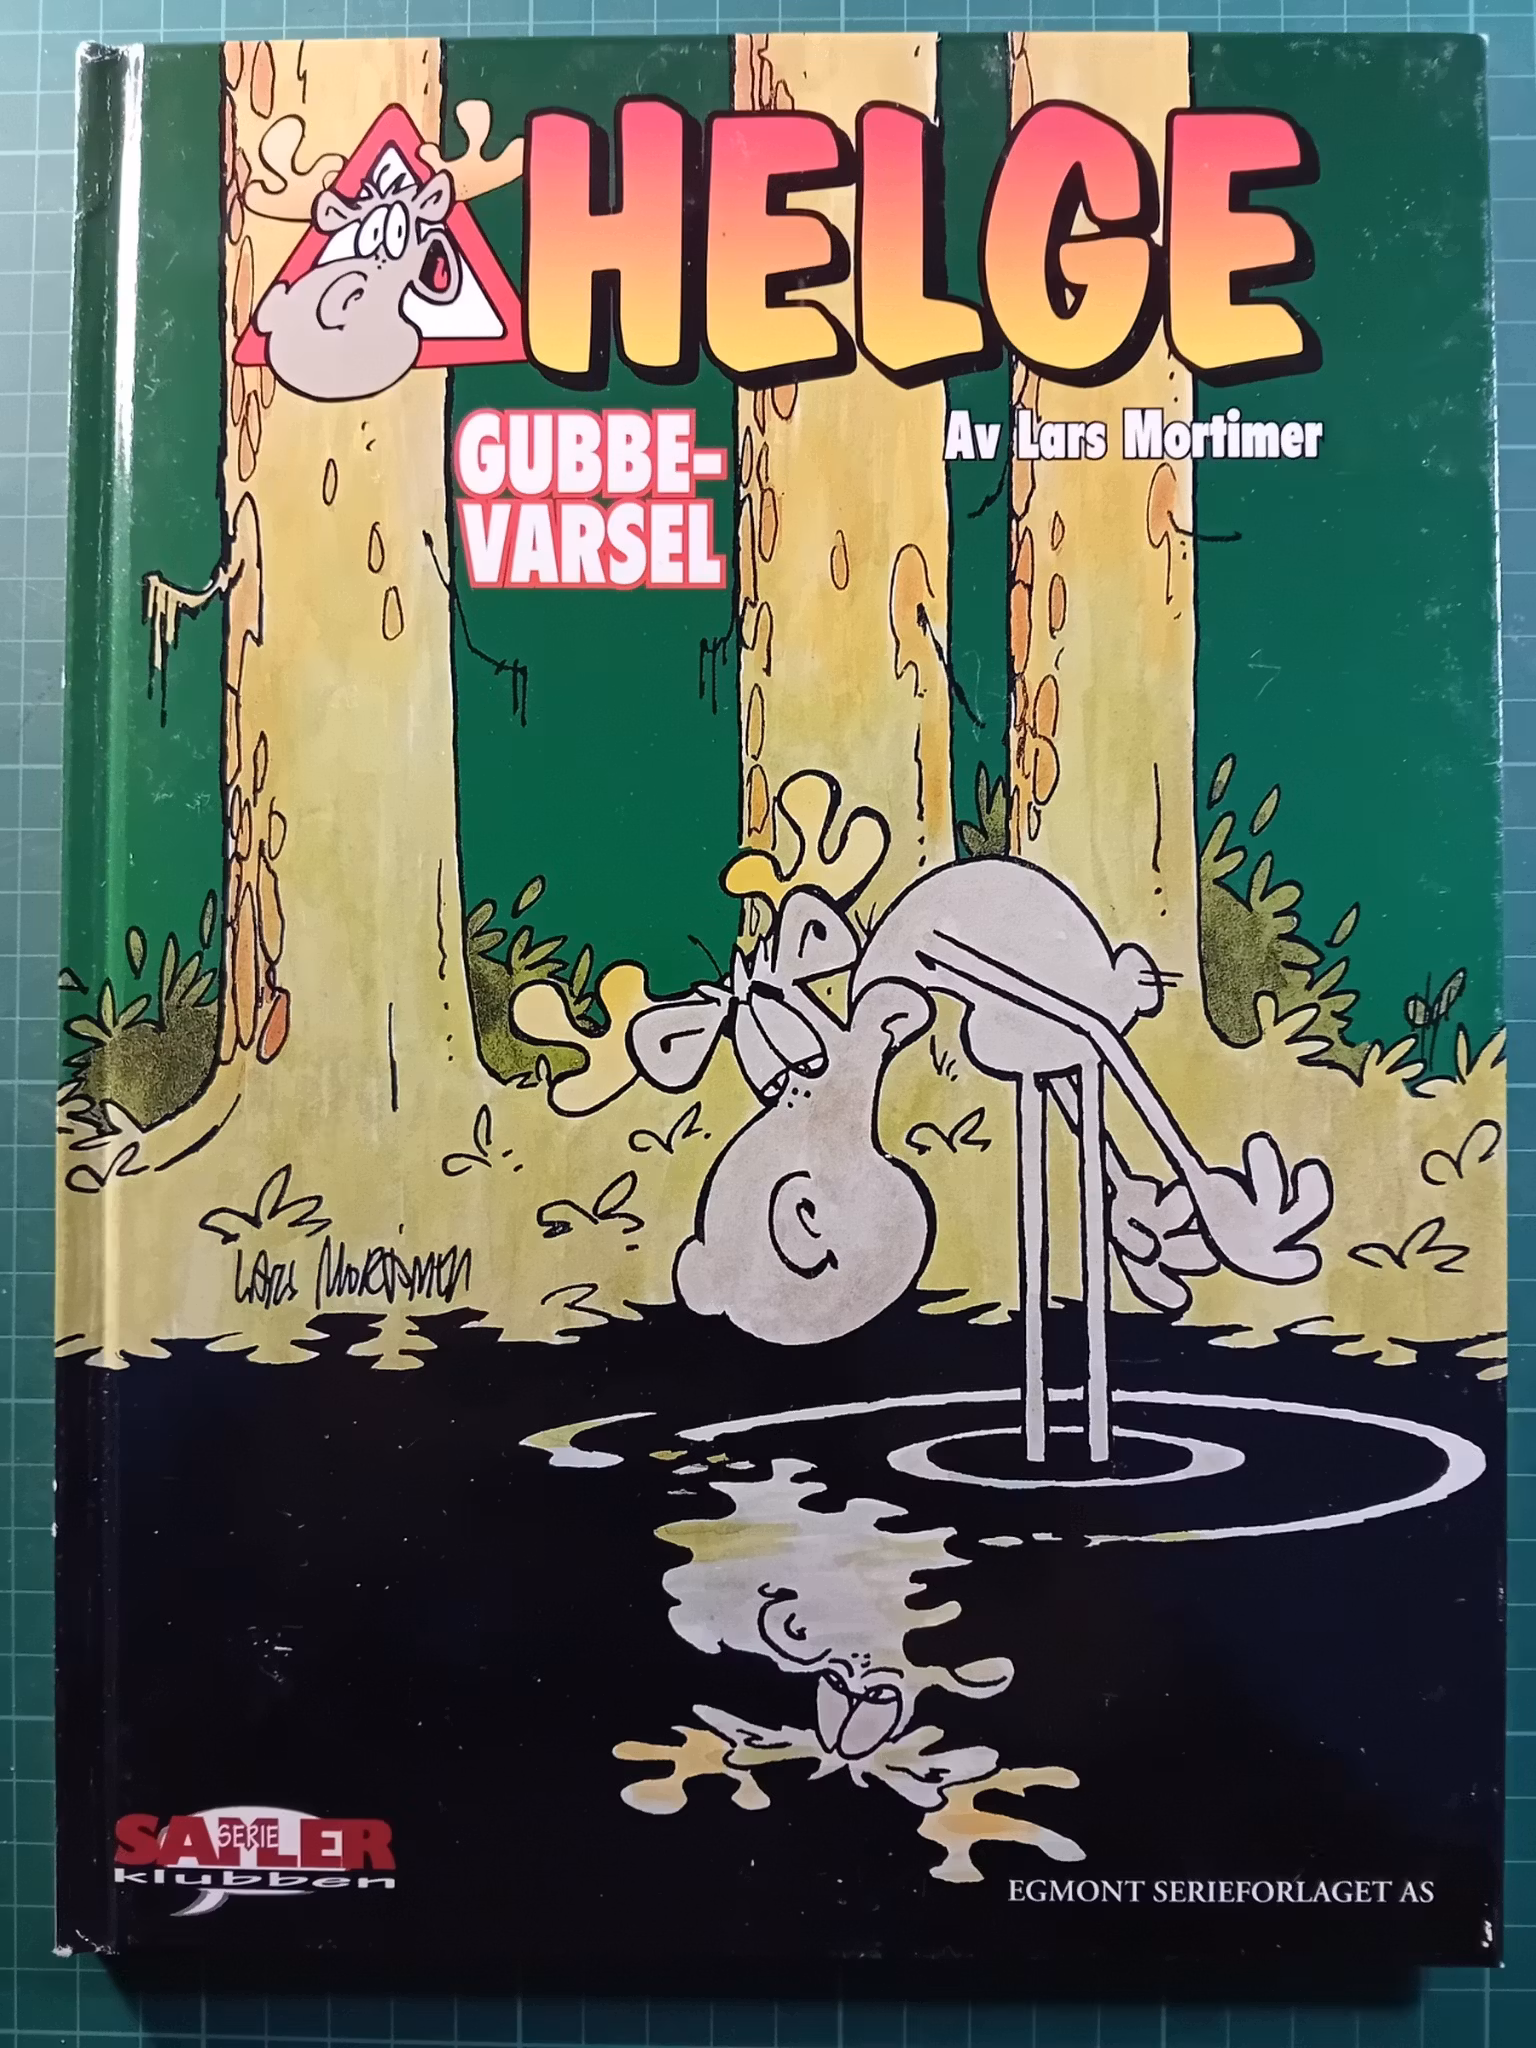 HELGE
GUBBE-
VARSEL
Av Lars Mortimer
LARS MORTIMER
SERIE
SAMLER
klubben
EGMONT SERIEFORLAGET AS